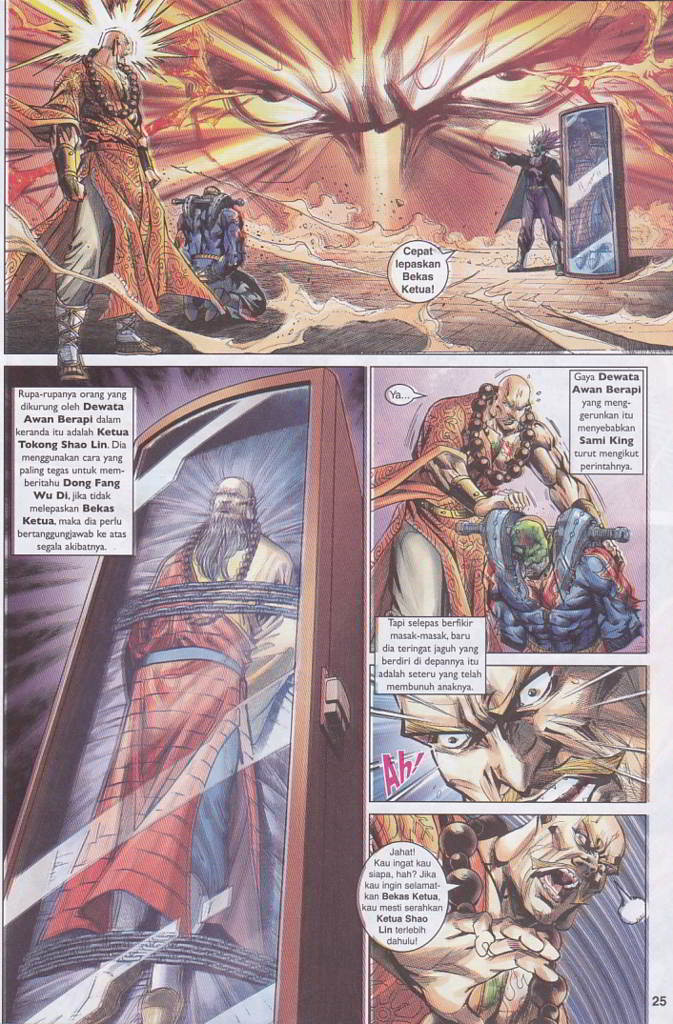 Cepat
lepaskan
Bekas
Ketua!
Rupa-rupanya orang yang
dikurung oleh Dewata
Awan Berapi dalam
keranda itu adalah Ketua
Tokong Shao Lin. Dia
menggunakan cara yang
paling tegas untuk mem-
beritahu Dong Fang
Wu Di, jika tidak
melepaskan Bekas
Ketua, maka dia perlu
bertanggungjawab ke atas
segala akibatnya.
Ya...
Gaya Dewata
Awan Berapi
yang meng-
gerunkan itu
menyebabkan
Sami King
turut mengikut
perintahnya.
Tapi selepas berfikir
masak-masak, baru
dia teringat jaguh yang
berdiri di depannya itu
adalah seteru yang telah
membunuh anaknya.
Ah!
Jahat!
Kau ingat kau
siapa, hah? Jika
kau ingin selamat-
kan Bekas Ketua,
kau mesti serahkan
Ketua Shao
Lin terlebih
dahulu!
25